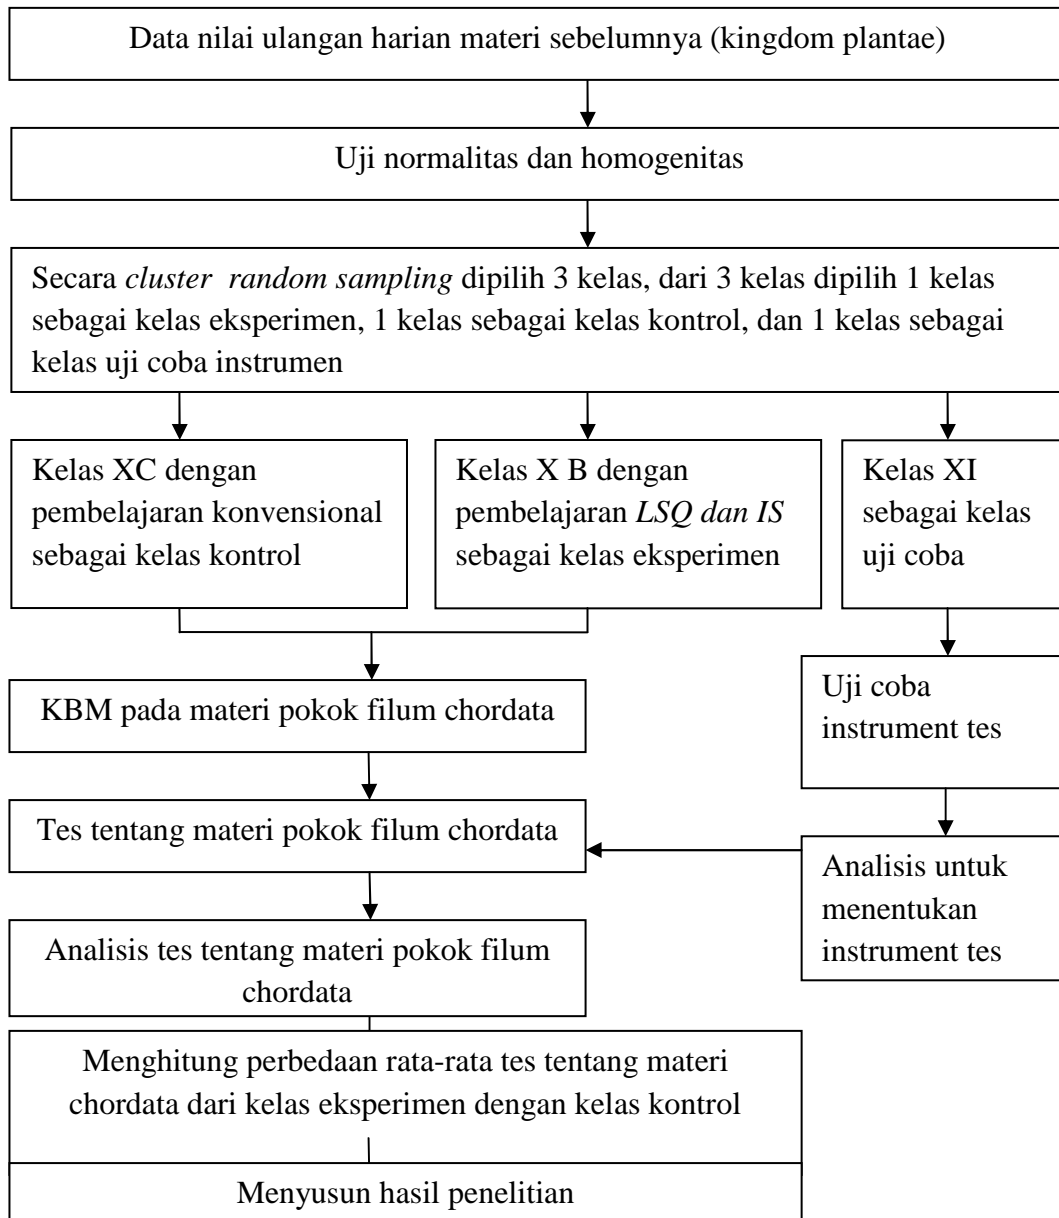 Data nilai ulangan harian materi sebelumnya (kingdom plantae)
Uji normalitas dan homogenitas
Secara cluster random sampling dipilih 3 kelas, dari 3 kelas dipilih 1 kelas
sebagai kelas eksperimen, 1 kelas sebagai kelas kontrol, dan 1 kelas sebagai
kelas uji coba instrumen
Kelas XC dengan
pembelajaran konvensional
sebagai kelas kontrol
Kelas X B dengan
pembelajaran LSQ dan IS
sebagai kelas eksperimen
Kelas XI
sebagai kelas
uji coba
KBM pada materi pokok filum chordata
Uji coba
instrument tes
Tes tentang materi pokok filum chordata
Analisis untuk
menentukan
instrument tes
Analisis tes tentang materi pokok filum
chordata
Menghitung perbedaan rata-rata tes tentang materi
chordata dari kelas eksperimen dengan kelas kontrol
Menyusun hasil penelitian